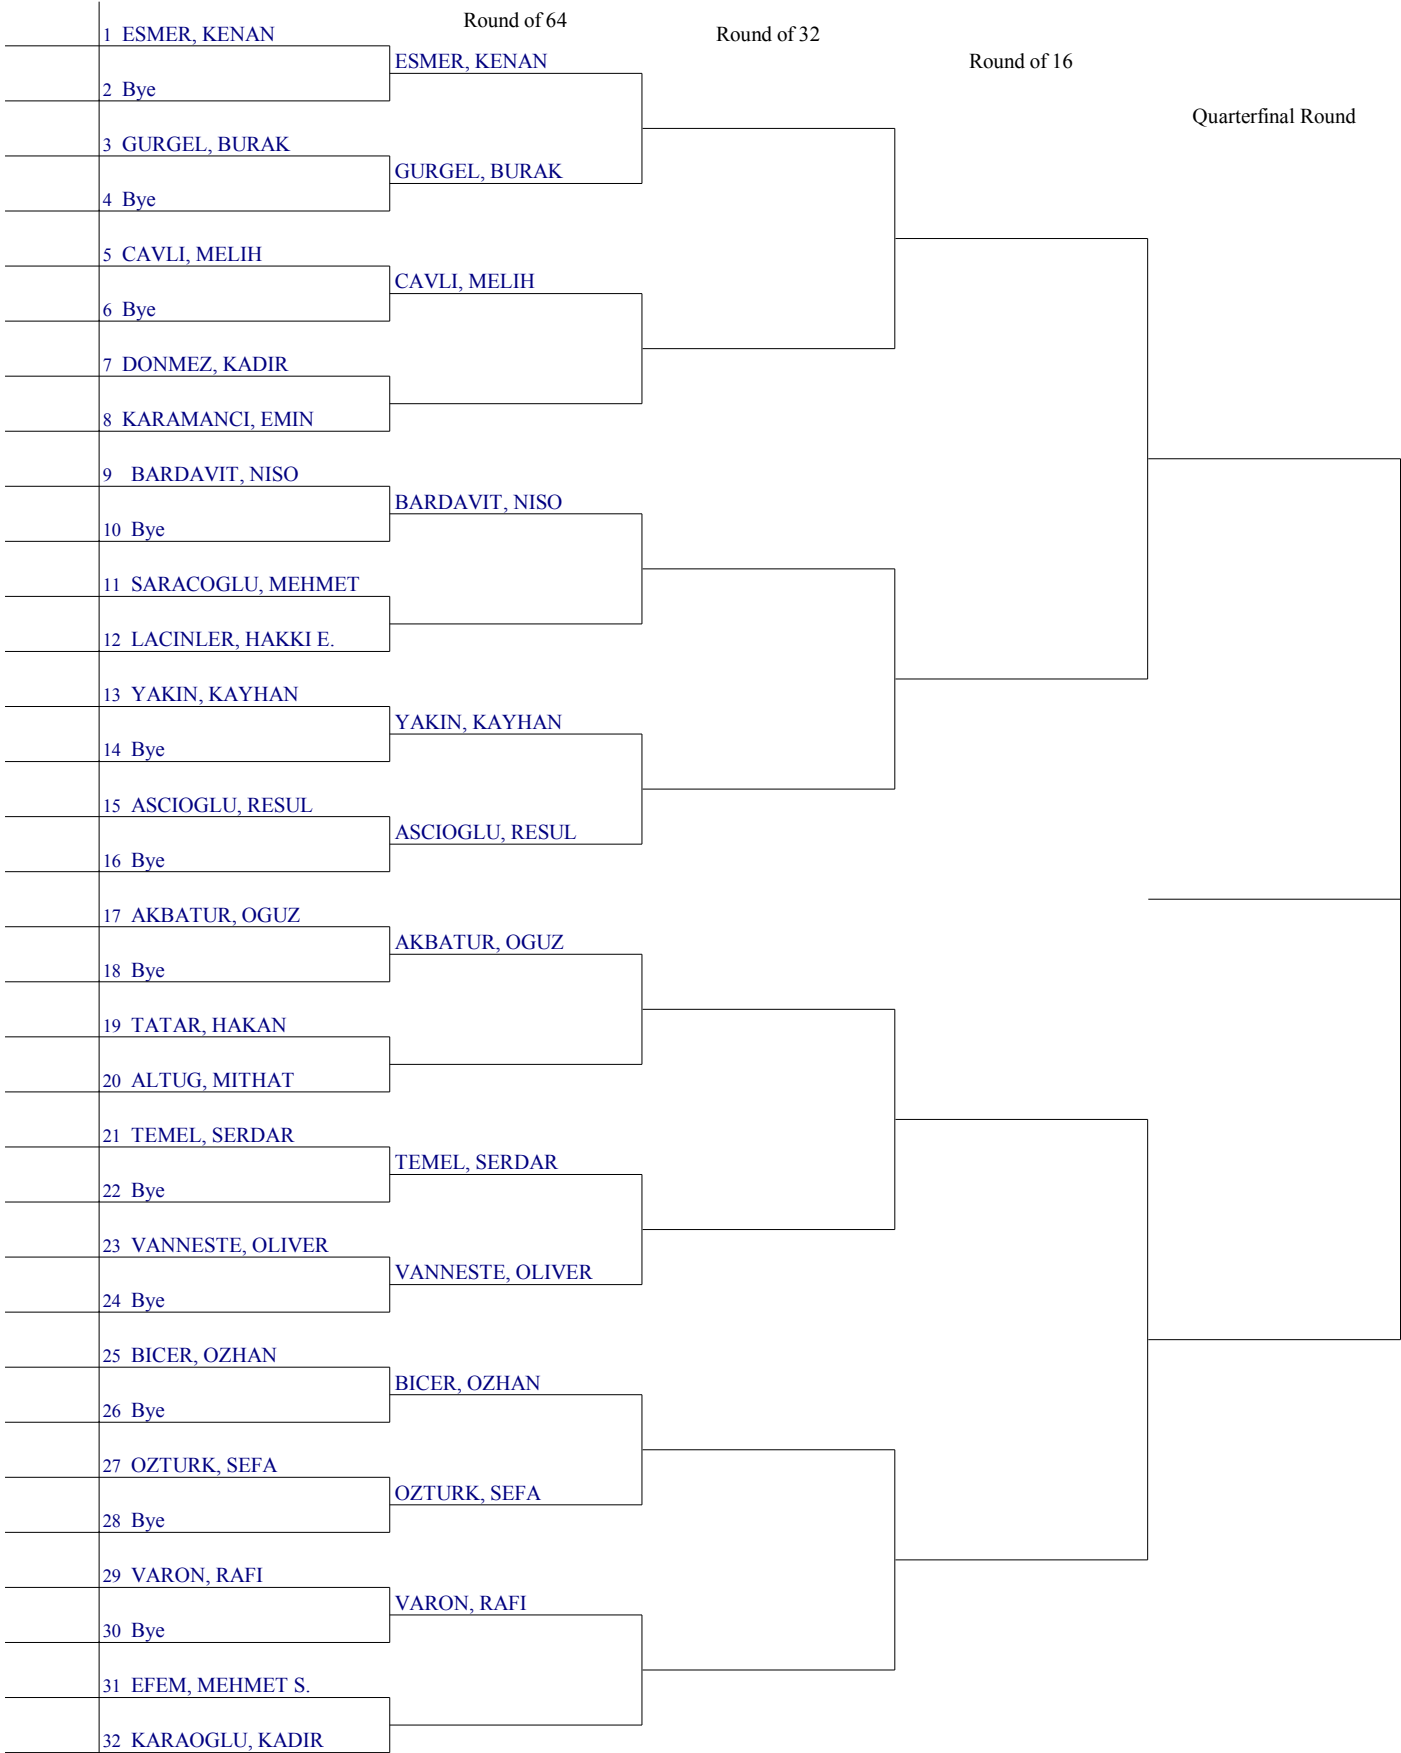 Round of 64
Round of 32
Round of 16
Quarterfinal Round
1 ESMER, KENAN
ESMER, KENAN
2 Bye
3 GURGEL, BURAK
GURGEL, BURAK
4 Bye
5 CAVLI, MELIH
CAVLI, MELIH
6 Bye
7 DONMEZ, KADIR
8 KARAMANCI, EMIN
9 BARDAVIT, NISO
BARDAVIT, NISO
10 Bye
11 SARACOGLU, MEHMET
12 LACINLER, HAKKI E.
13 YAKIN, KAYHAN
YAKIN, KAYHAN
14 Bye
15 ASCIOGLU, RESUL
ASCIOGLU, RESUL
16 Bye
17 AKBATUR, OGUZ
AKBATUR, OGUZ
18 Bye
19 TATAR, HAKAN
20 ALTUG, MITHAT
21 TEMEL, SERDAR
TEMEL, SERDAR
22 Bye
23 VANNESTE, OLIVER
VANNESTE, OLIVER
24 Bye
25 BICER, OZHAN
BICER, OZHAN
26 Bye
27 OZTURK, SEFA
OZTURK, SEFA
28 Bye
29 VARON, RAFI
VARON, RAFI
30 Bye
31 EFEM, MEHMET S.
32 KARAOGLU, KADIR